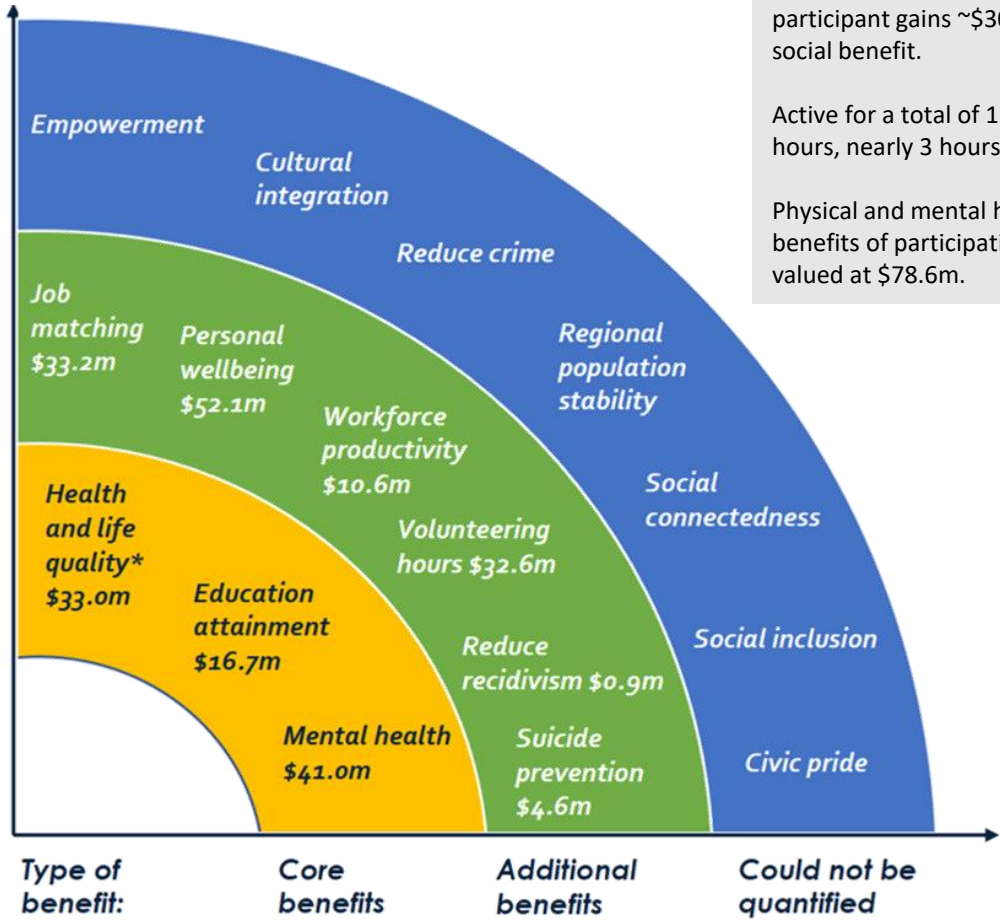 participant gains ~$30
social benefit.
Active for a total of 1
hours, nearly 3 hours
Physical and mental h
benefits of participati
valued at $78.6m.
Empowerment
Cultural
integration
Reduce crime
Regional
population
stability
Social
connectedness
Social inclusion
Civic pride
Job
matching
$33.2m
Personal
wellbeing
$52.1m
Workforce
productivity
$10.6m
Volunteering
hours $32.6m
Reduce
recidivism $0.9m
Suicide
prevention
$4.6m
Health
and life
quality*
$33.0m
Education
attainment
$16.7m
Mental health
$41.0m
Type of
benefit:
Core
benefits
Additional
benefits
Could not be
quantified